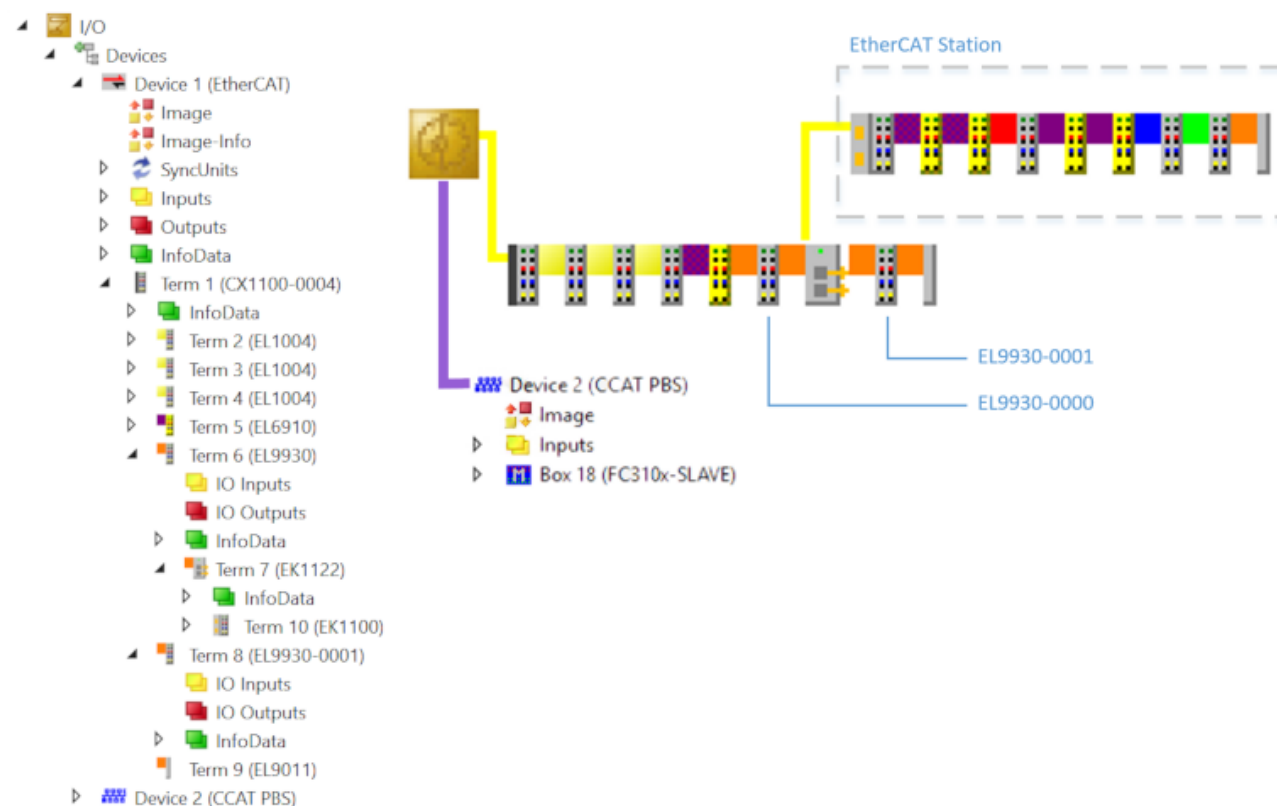 I/O
Devices
Device 1 (EtherCAT)
Image
Image-Info
SyncUnits
Inputs
Outputs
InfoData
Term 1 (CX1100-0004)
InfoData
Term 2 (EL1004)
Term 3 (EL1004)
Term 4 (EL1004)
Term 5 (EL6910)
Term 6 (EL9930)
IO Inputs
IO Outputs
InfoData
Term 7 (EK1122)
InfoData
Term 10 (EK1100)
Term 8 (EL9930-0001)
IO Inputs
IO Outputs
InfoData
Term 9 (EL9011)
Device 2 (CCAT PBS)
EtherCAT Station
EL9930-0001
EL9930-0000
Device 2 (CCAT PBS)
Image
Inputs
Box 18 (FC310x-SLAVE)